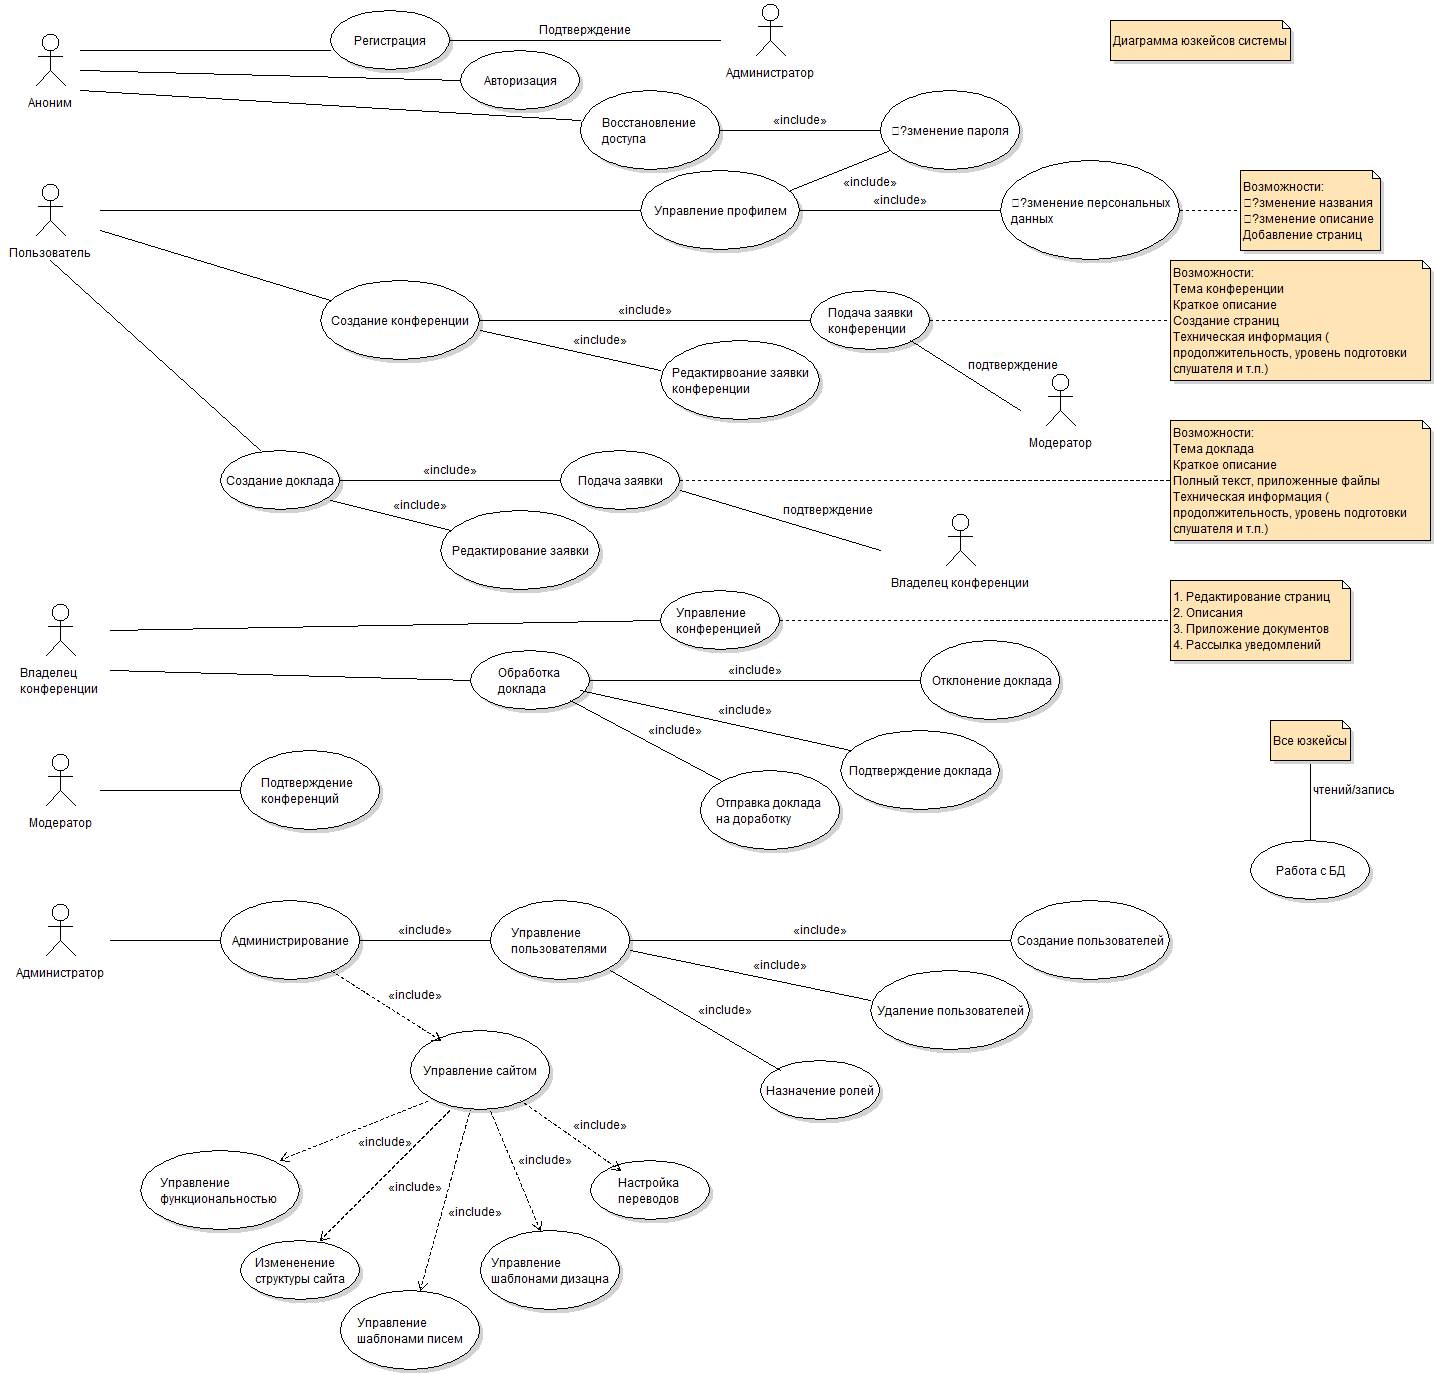 Регистрация
Подтверждение
Администратор
Диаграмма юзкейсов системы
Аноним
Авторизация
Восстановление
доступа
«include»
□?зменение пароля
«include»
Пользователь
Управление профилем
«include»
□?зменение персональных
данных
Возможности:
□?зменение названия
□?зменение описание
Добавление страниц
Создание конференции
«include»
«include»
Подача заявки
конференции
Редактирвоание заявки
конференции
подтверждение
Модератор
Возможности:
Тема конференции
Краткое описание
Создание страниц
Техническая информация (
продолжительность, уровень подготовки
слушателя и т.п.)
Создание доклада
«include»
«include»
Подача заявки
Редактирование заявки
подтверждение
Владелец конференции
Возможности:
Тема доклада
Краткое описание
Полный текст, приложенные файлы
Техническая информация (
продолжительность, уровень подготовки
слушателя и т.п.)
Владелец
конференции
Управление
конференцией
1. Редактирование страниц
2. Описания
3. Приложение документов
4. Рассылка уведомлений
Обработка
доклада
«include»
«include»
«include»
Отклонение доклада
Подтверждение доклада
Отправка доклада
на доработку
Модератор
Подтверждение
конференций
Все юзкейсы
чтений/запись
Работа с БД
Администратор
Администрирование
«include»
Управление
пользователями
«include»
Создание пользователей
«include»
Удаление пользователей
«include»
Назначение ролей
«include»
Управление сайтом
«include»
«include»
«include»
«include»
«include»
Управление
функциональностью
Измененение
структуры сайта
Управление
шаблонами писем
Управление
шаблонами дизацна
Настройка
переводов